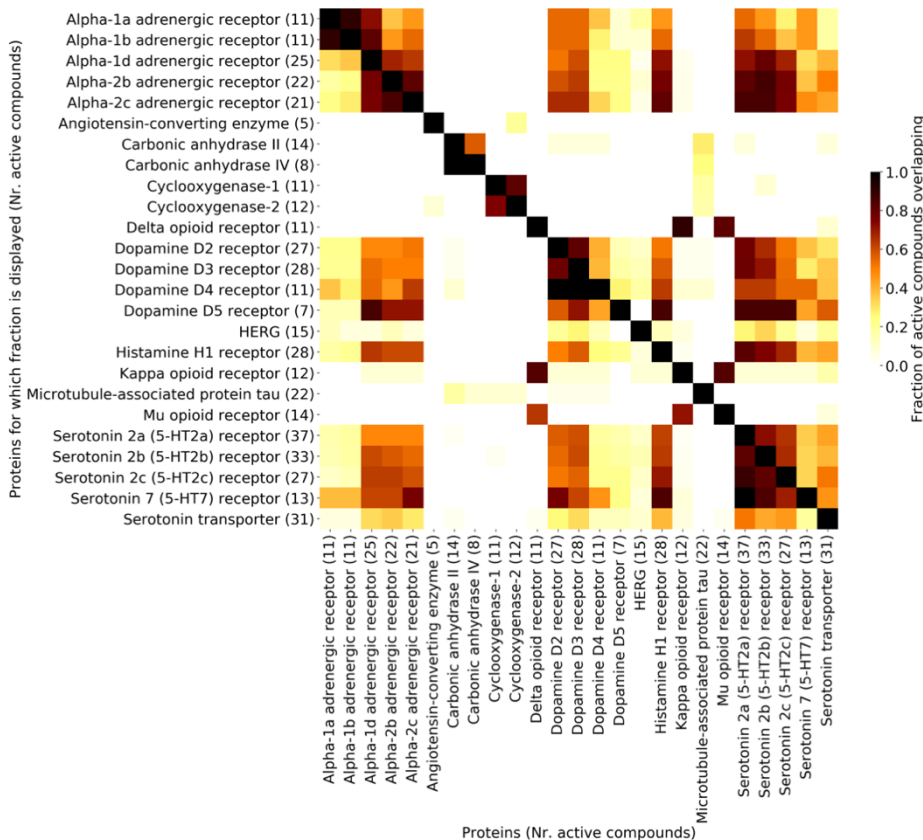 Proteins for which fraction is displayed (Nr. active compounds)
Alpha-1a adrenergic receptor (11)
Alpha-1b adrenergic receptor (11)
Alpha-1d adrenergic receptor (25)
Alpha-2b adrenergic receptor (22)
Alpha-2c adrenergic receptor (21)
Angiotensin-converting enzyme (5)
Carbonic anhydrase II (14)
Carbonic anhydrase IV (8)
Cyclooxygenase-1 (11)
Cyclooxygenase-2 (12)
Delta opioid receptor (11)
Dopamine D2 receptor (27)
Dopamine D3 receptor (28)
Dopamine D4 receptor (11)
Dopamine D5 receptor (7)
HERG (15)
Histamine H1 receptor (28)
Kappa opioid receptor (12)
Microtubule-associated protein tau (22)
Mu opioid receptor (14)
Serotonin 2a (5-HT2a) receptor (37)
Serotonin 2b (5-HT2b) receptor (33)
Serotonin 2c (5-HT2c) receptor (27)
Serotonin 7 (5-HT7) receptor (13)
Serotonin transporter (31)
Alpha-1a adrenergic receptor (11)
Alpha-1b adrenergic receptor (11)
Alpha-1d adrenergic receptor (25)
Alpha-2b adrenergic receptor (22)
Alpha-2c adrenergic receptor (21)
Angiotensin-converting enzyme (5)
Carbonic anhydrase II (14)
Carbonic anhydrase IV (8)
Cyclooxygenase-1 (11)
Cyclooxygenase-2 (12)
Delta opioid receptor (11)
Dopamine D2 receptor (27)
Dopamine D3 receptor (28)
Dopamine D4 receptor (11)
Dopamine D5 receptor (7)
HERG (15)
Histamine H1 receptor (28)
Kappa opioid receptor (12)
Microtubule-associated protein tau (22)
Mu opioid receptor (14)
Serotonin 2a (5-HT2a) receptor (37)
Serotonin 2b (5-HT2b) receptor (33)
Serotonin 2c (5-HT2c) receptor (27)
Serotonin 7 (5-HT7) receptor (13)
Serotonin transporter (31)
Proteins (Nr. active compounds)
1.0
0.8
0.6
0.4
0.2
0.0
Fraction of active compounds overlapping